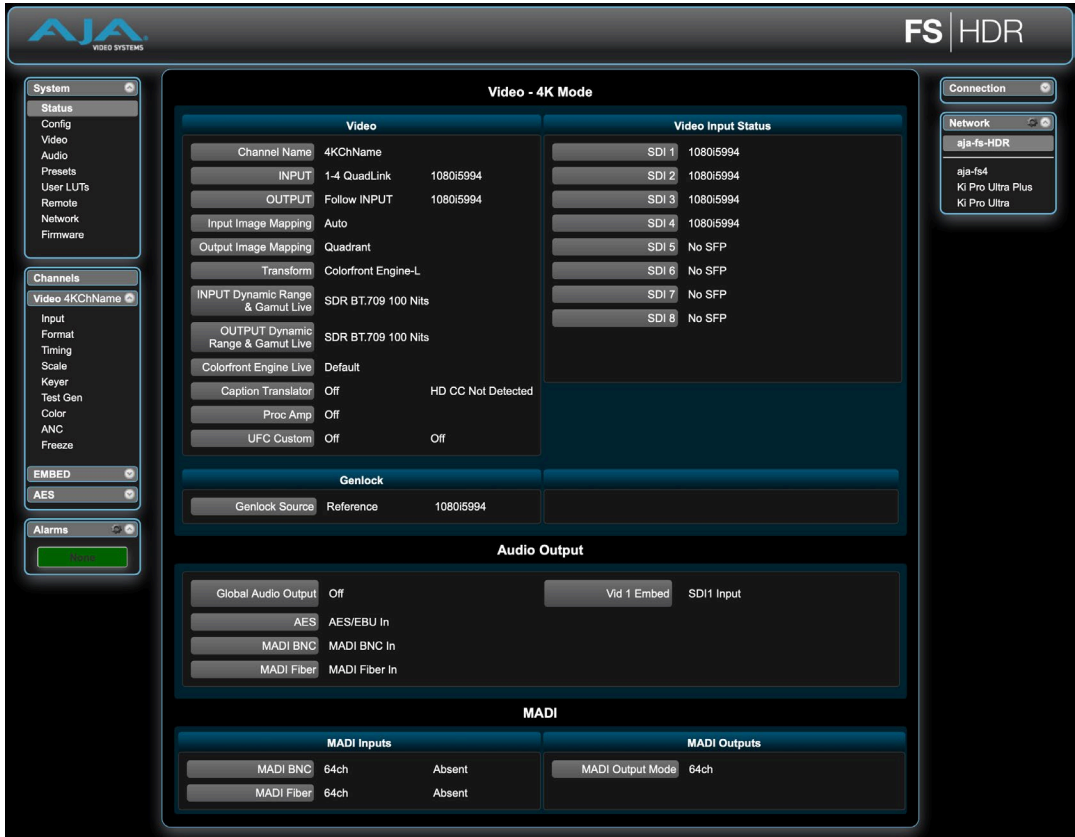 AJA
VIDEO SYSTEMS
FS HDR
System
Status
Config
Video
Audio
Presets
User LUTs
Remote
Network
Firmware
Channels
Video 4KChName
Input
Format
Timing
Scale
Keyer
Test Gen
Color
ANC
Freeze
EMBED
AES
Alarms
None
Video - 4K Mode
Video
Channel Name 4KChName
INPUT 1-4 QuadLink 1080i5994
OUTPUT Follow INPUT 1080i5994
Input Image Mapping Auto
Output Image Mapping Quadrant
Transform Colorfront Engine-L
INPUT Dynamic Range
& Gamut Live SDR BT.709 100 Nits
OUTPUT Dynamic
Range & Gamut Live SDR BT.709 100 Nits
Colorfront Engine Live Default
Caption Translator Off HD CC Not Detected
Proc Amp Off
UFC Custom Off Off
Video Input Status
SDI 1 1080i5994
SDI 2 1080i5994
SDI 3 1080i5994
SDI 4 1080i5994
SDI 5 No SFP
SDI 6 No SFP
SDI 7 No SFP
SDI 8 No SFP
Genlock
Genlock Source Reference 1080i5994
Audio Output
Global Audio Output Off
AES AES/EBU In
MADI BNC MADI BNC In
MADI Fiber MADI Fiber In
Vid 1 Embed SDI1 Input
MADI
MADI Inputs
MADI BNC 64ch Absent
MADI Fiber 64ch Absent
MADI Outputs
MADI Output Mode 64ch
Connection
Network
aja-fs-HDR
aja-fs4
Ki Pro Ultra Plus
Ki Pro Ultra